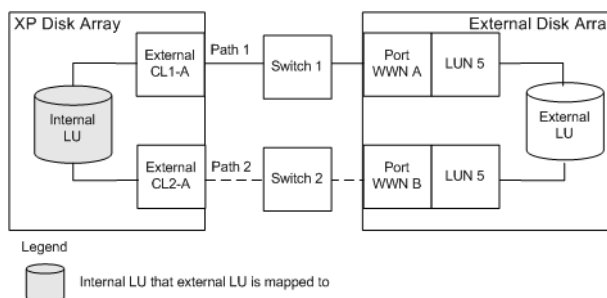 XP Disk Array
External Disk Arra
External
CL1-A
Path 1
Switch 1
Port
WWN A
LUN 5
Internal
LU
External
LU
External
CL2-A
Path 2
Switch 2
Port
WWN B
LUN 5
Legend
Internal LU that external LU is mapped to